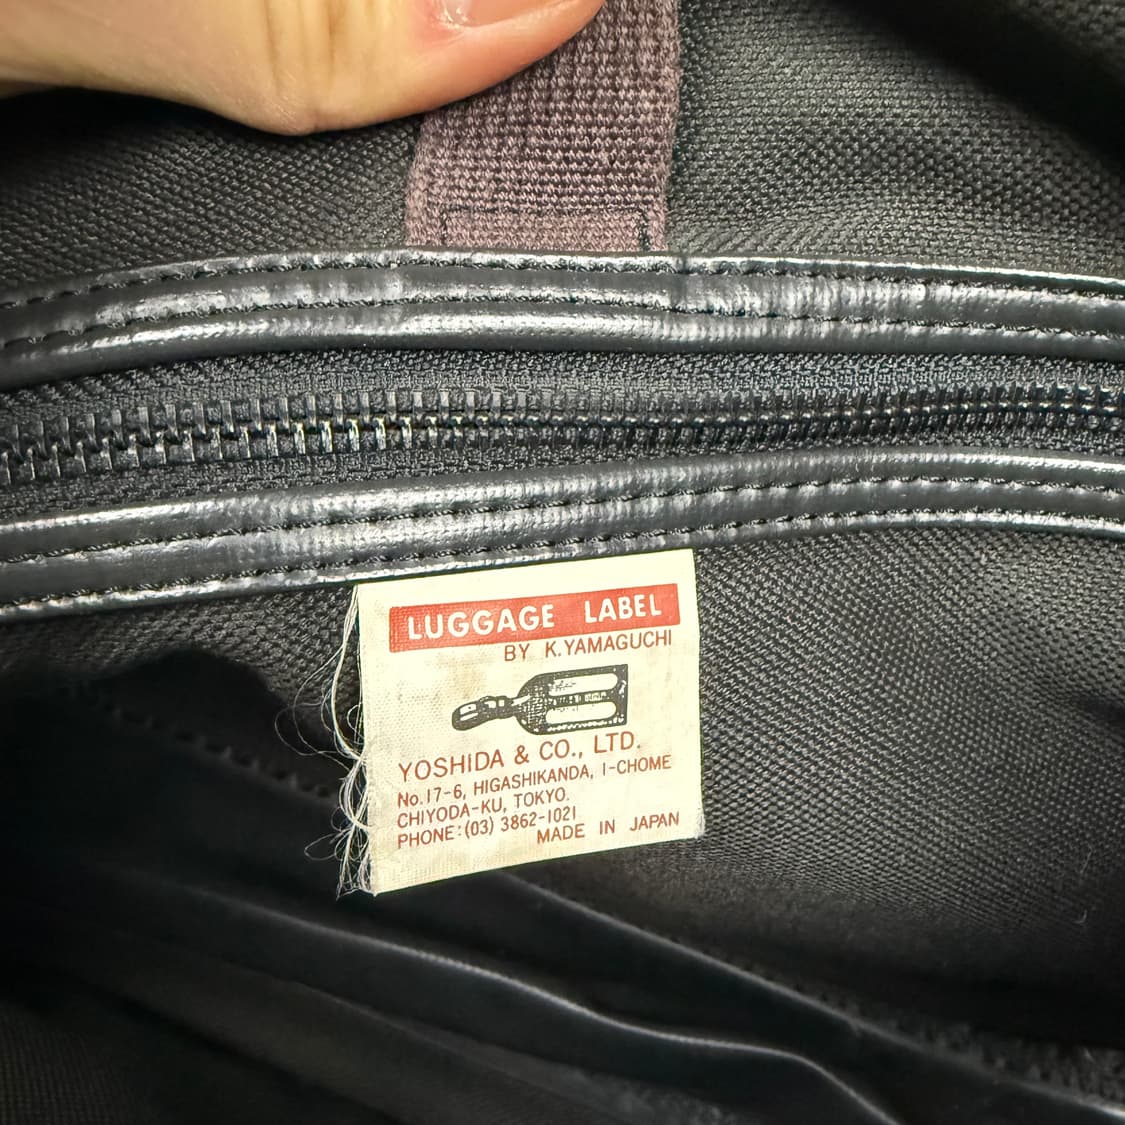 LUGGAGE LABEL
BY K.YAMAGUCHI
YOSHIDA & CO., LTD.
No.17-6, HIGASHIKANDA, 1-CHOME
CHIYODA-KU, TOKYO.
PHONE:(03) 3862-1021
MADE IN JAPAN